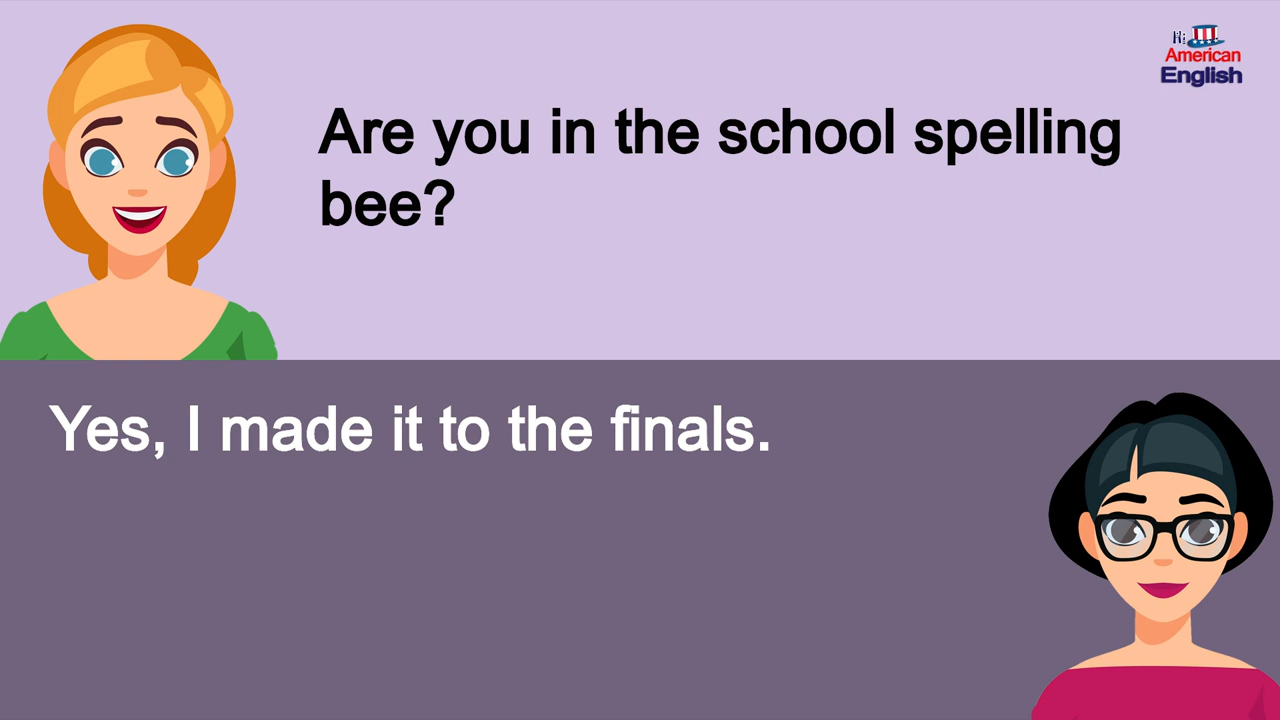 Hi
American
English
Are you in the school spelling
bee?
Yes, I made it to the finals.